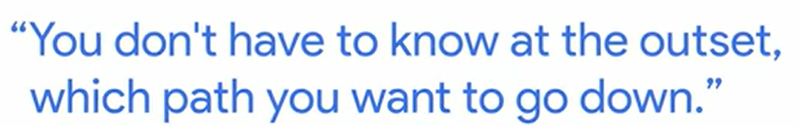 “You don't have to know at the outset,
which path you want to go down.”